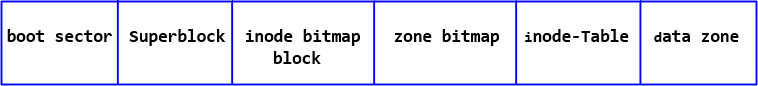 boot sector
Superblock
inode bitmap
block
zone bitmap
inode-Table
data zone